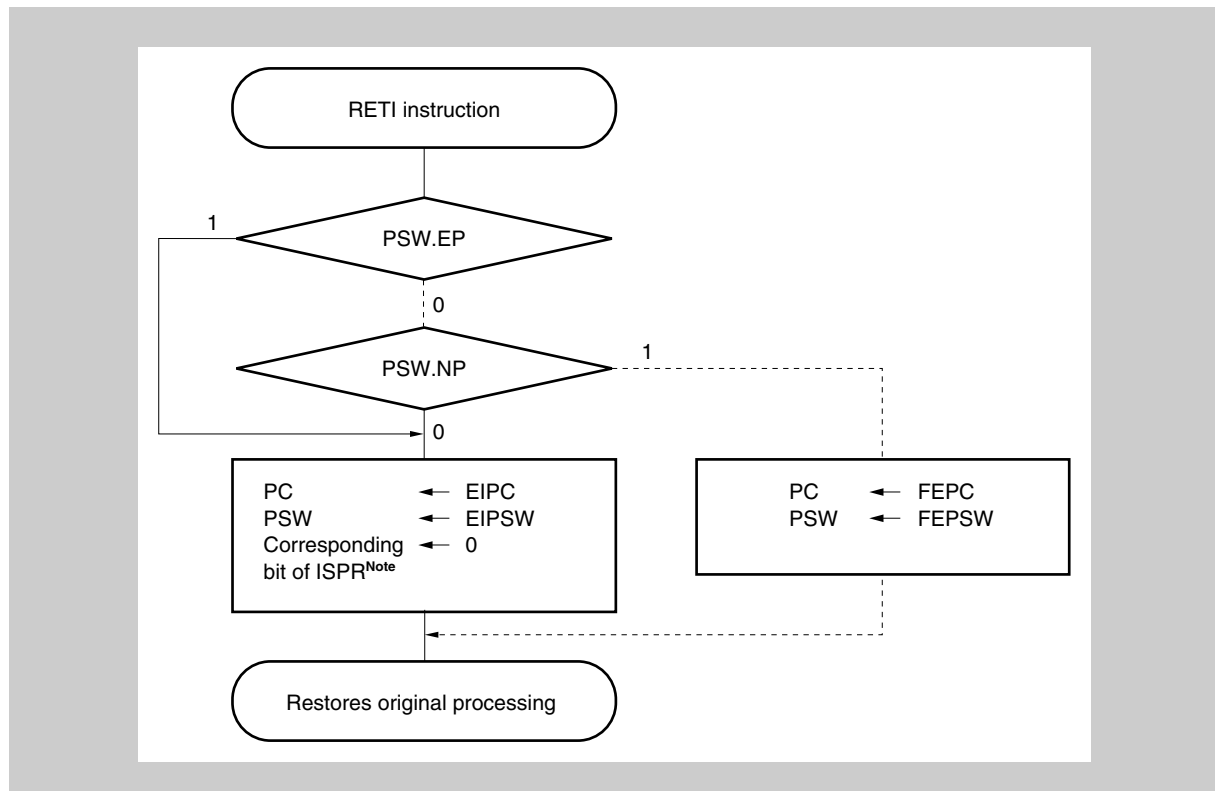 RETI instruction
1
PSW.EP
0
PSW.NP
1
0
PC ← EIPC
PSW ← EIPSW
Corresponding ← 0
bit of ISPRNote
PC ← FEPC
PSW ← FEPSW
Restores original processing